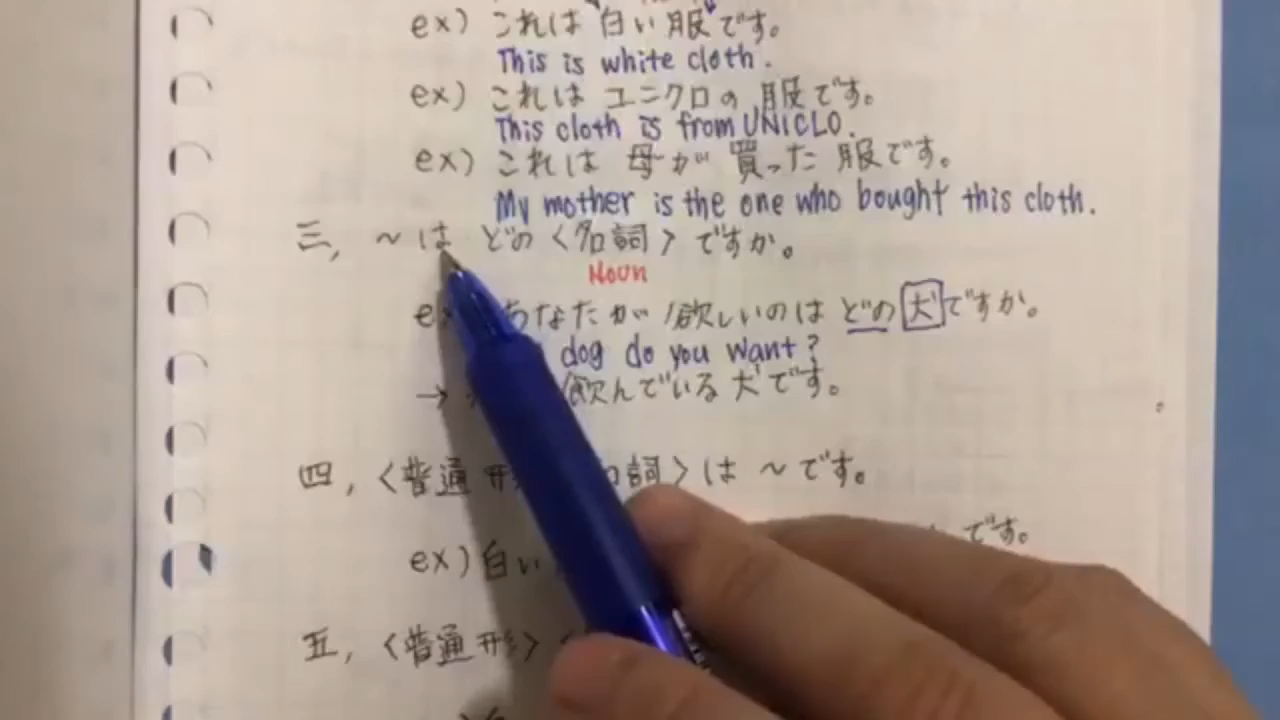 ex) これは 白い 服です。
This is white cloth.
ex) これは ユニクロの 服です。
This cloth is from UNICLO.
ex) これは 母が 買った 服です。
My mother is the one who bought this cloth.
三, ～は どの〈名詞〉ですか。
Noun
あなたが 欲しいのは どの犬ですか。
dog do you want?
→ 飲んでいる 犬です。
四, 〈普通形 名詞〉は ～です。
ex) 白い です。
五, 〈普通形〉